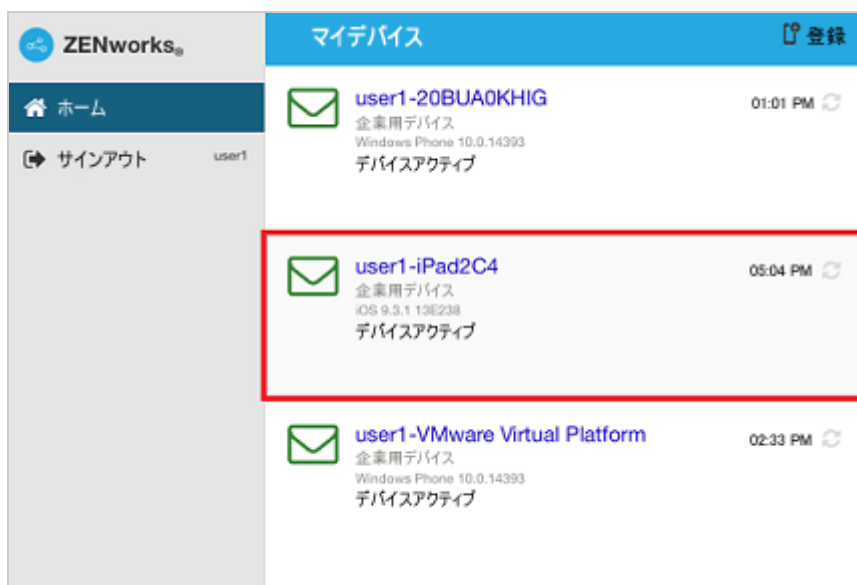 ZENworks®
マイデバイス
登録
ホーム
サインアウト user1
user1-20BUA0KHIG
01:01 PM
企業用デバイス
Windows Phone 10.0.14393
デバイスアクティブ
user1-iPad2C4
05:04 PM
企業用デバイス
iOS 9.3.1 13E238
デバイスアクティブ
user1-VMware Virtual Platform
02:33 PM
企業用デバイス
Windows Phone 10.0.14393
デバイスアクティブ